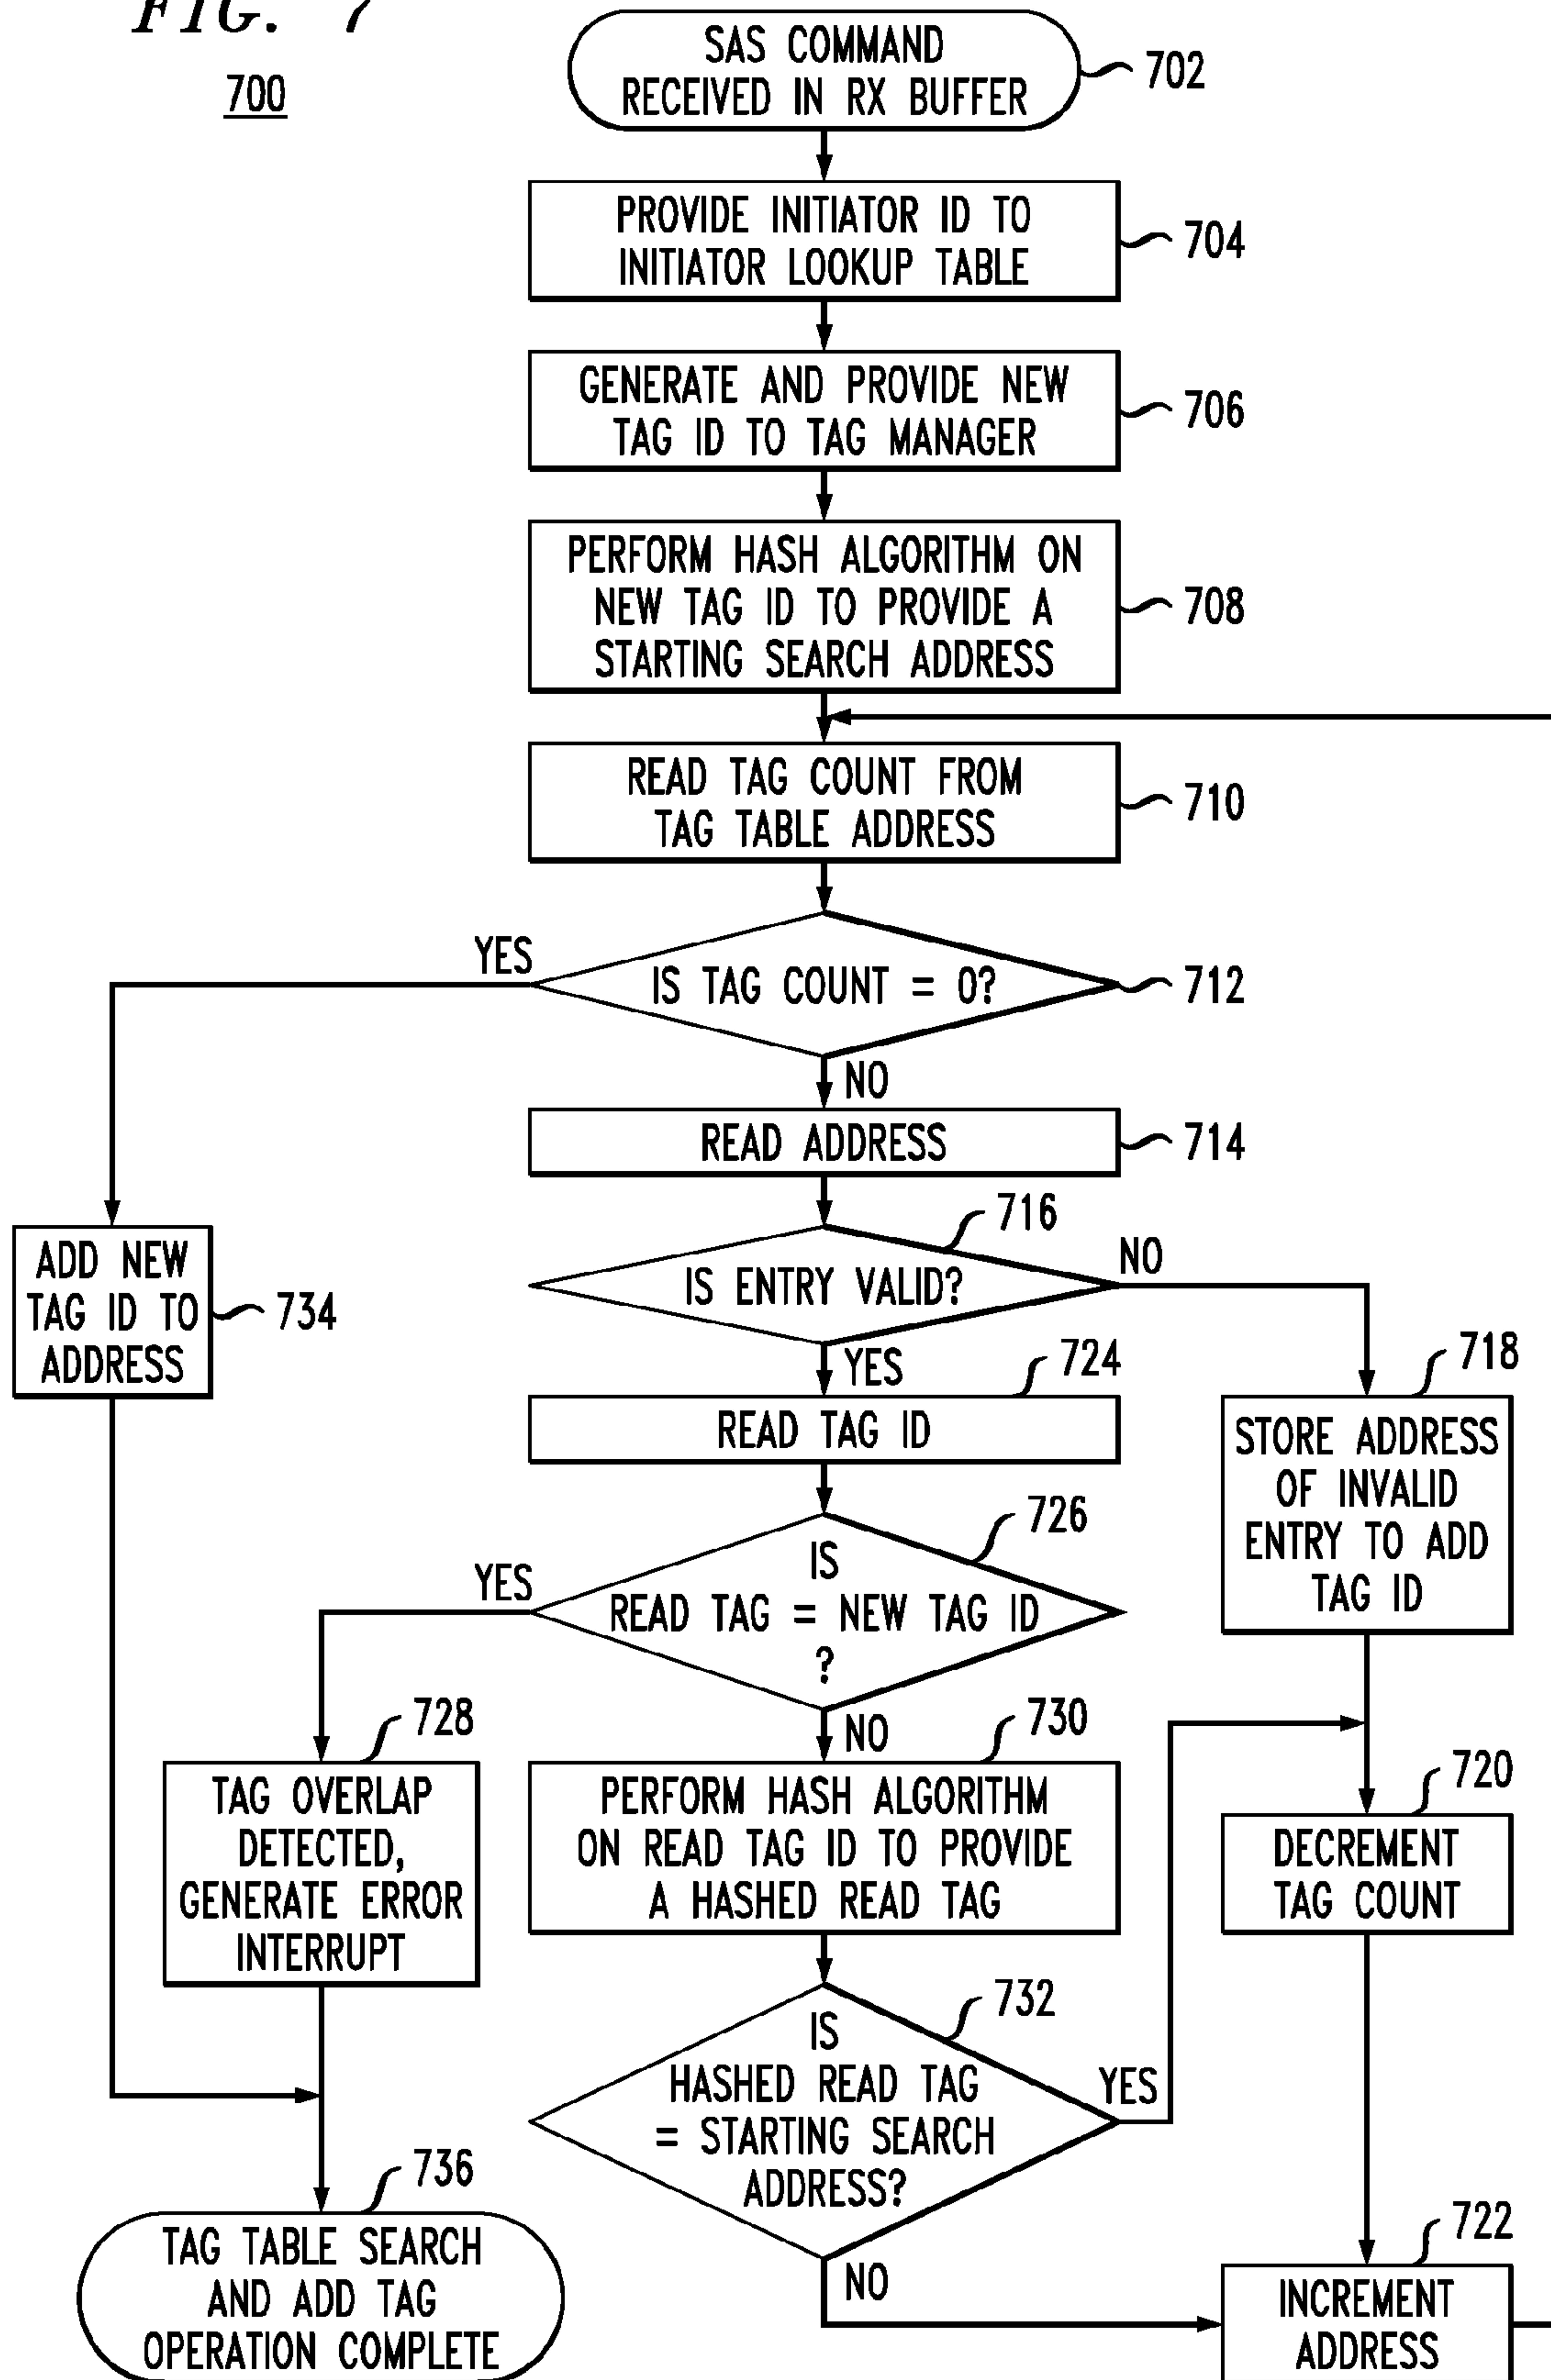 FIG. 7
700
SAS COMMAND
RECEIVED IN RX BUFFER
702
PROVIDE INITIATOR ID TO
INITIATOR LOOKUP TABLE
704
GENERATE AND PROVIDE NEW
TAG ID TO TAG MANAGER
706
PERFORM HASH ALGORITHM ON
NEW TAG ID TO PROVIDE A
STARTING SEARCH ADDRESS
708
READ TAG COUNT FROM
TAG TABLE ADDRESS
710
YES
IS TAG COUNT = 0?
712
NO
READ ADDRESS
714
716
IS ENTRY VALID?
NO
ADD NEW
TAG ID TO
ADDRESS
734
YES
724
READ TAG ID
718
STORE ADDRESS
OF INVALID
ENTRY TO ADD
TAG ID
726
YES
IS
READ TAG = NEW TAG ID
?
NO
728
TAG OVERLAP
DETECTED,
GENERATE ERROR
INTERRUPT
730
PERFORM HASH ALGORITHM
ON READ TAG ID TO PROVIDE
A HASHED READ TAG
720
DECREMENT
TAG COUNT
732
IS
HASHED READ TAG
= STARTING SEARCH
ADDRESS?
YES
NO
736
TAG TABLE SEARCH
AND ADD TAG
OPERATION COMPLETE
722
INCREMENT
ADDRESS